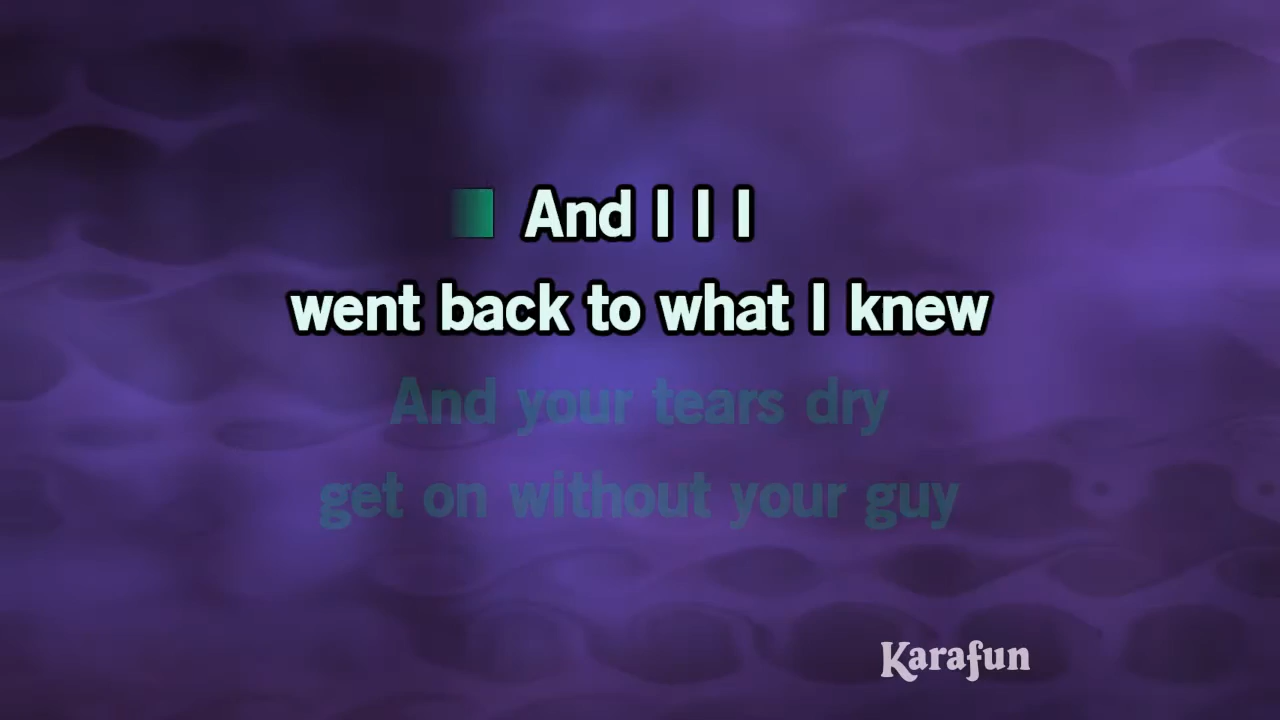 And I I I
went back to what I knew
And your tears dry
get on without your guy
Karafun